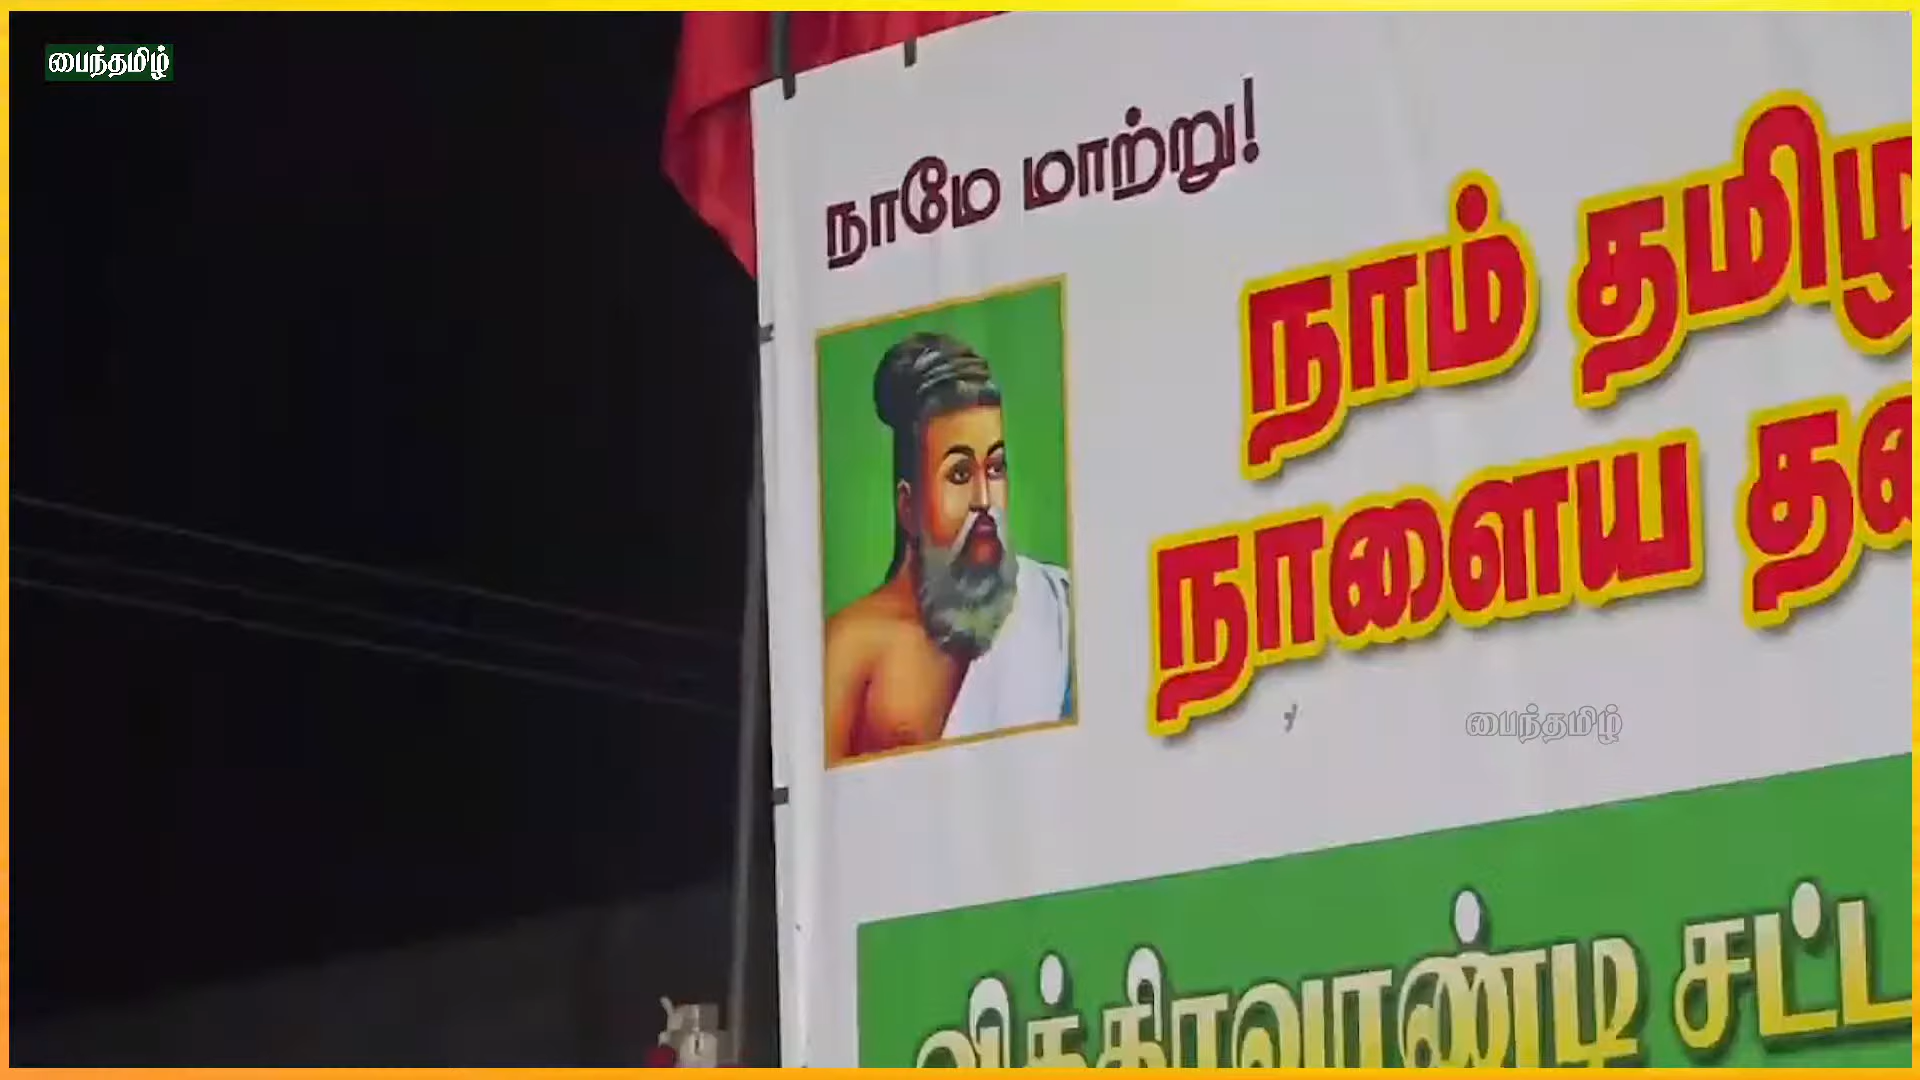 பைந்தமிழ்
நாமே மாற்று!
நாம் தமிழ
நாளைய
பைந்தமிழ்
விக்கிரவாண்டி சட்ட